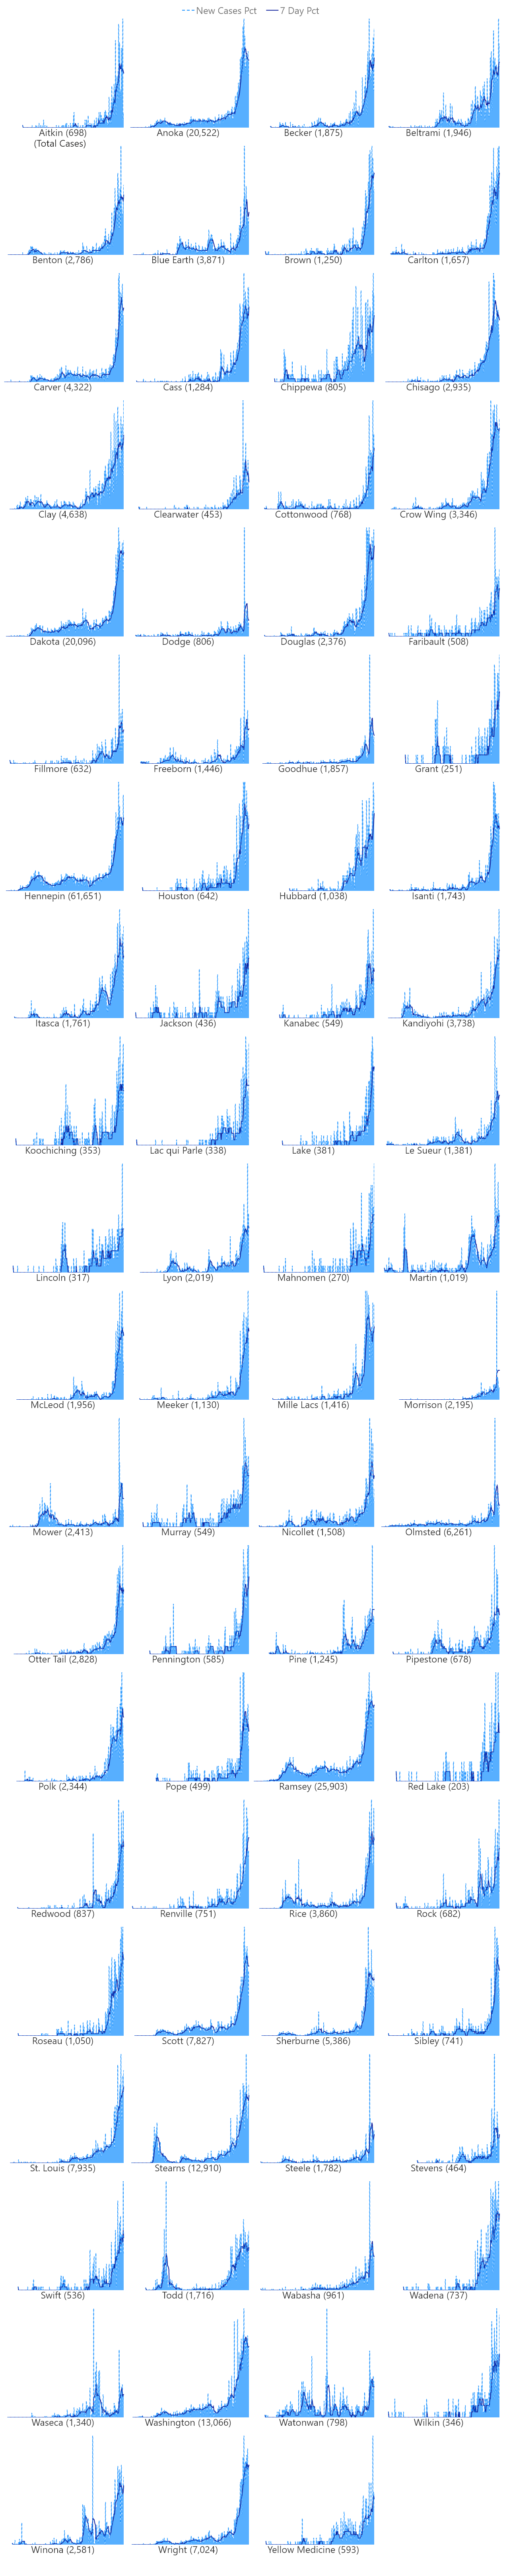 New Cases Pct 7 Day Pct
Aitkin (698) Anoka (20,522) Becker (1,875) Beltrami (1,946)
(Total Cases)
Benton (2,786) Blue Earth (3,871) Brown (1,250) Carlton (1,657)
Carver (4,322) Cass (1,284) Chippewa (805) Chisago (2,935)
Clay (4,638) Clearwater (453) Cottonwood (768) Crow Wing (3,346)
Dakota (20,096) Dodge (806) Douglas (2,376) Faribault (508)
Fillmore (632) Freeborn (1,446) Goodhue (1,857) Grant (251)
Hennepin (61,651) Houston (642) Hubbard (1,038) Isanti (1,743)
Itasca (1,761) Jackson (436) Kanabec (549) Kandiyohi (3,738)
Koochiching (353) Lac qui Parle (338) Lake (381) Le Sueur (1,381)
Lincoln (317) Lyon (2,019) Mahnomen (270) Martin (1,019)
McLeod (1,956) Meeker (1,130) Mille Lacs (1,416) Morrison (2,195)
Mower (2,413) Murray (549) Nicollet (1,508) Olmsted (6,261)
Otter Tail (2,828) Pennington (585) Pine (1,245) Pipestone (678)
Polk (2,344) Pope (499) Ramsey (25,903) Red Lake (203)
Redwood (837) Renville (751) Rice (3,860) Rock (682)
Roseau (1,050) Scott (7,827) Sherburne (5,386) Sibley (741)
St. Louis (7,935) Stearns (12,910) Steele (1,782) Stevens (464)
Swift (536) Todd (1,716) Wabasha (961) Wadena (737)
Waseca (1,340) Washington (13,066) Watonwan (798) Wilkin (346)
Winona (2,581) Wright (7,024) Yellow Medicine (593)